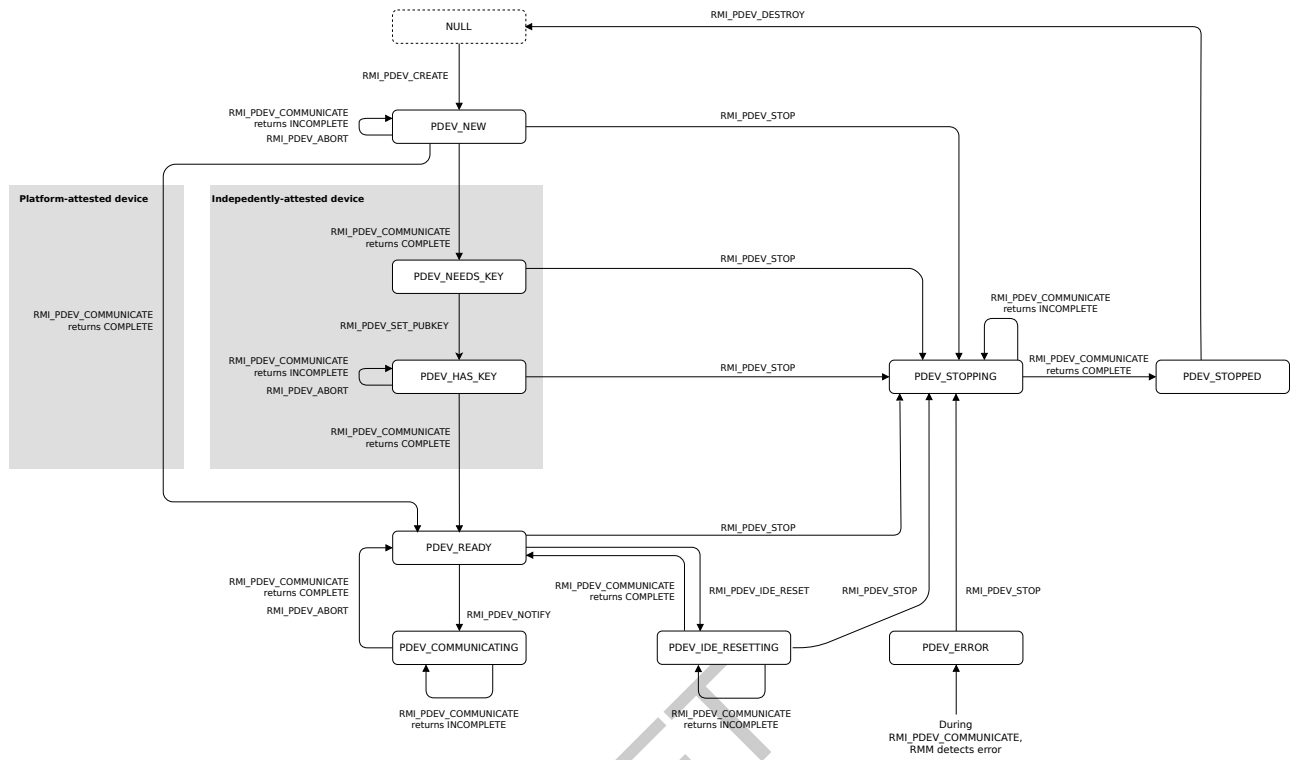 RMI_PDEV_DESTROY
NULL
RMI_PDEV_CREATE
RMI_PDEV_COMMUNICATE
returns INCOMPLETE
RMI_PDEV_ABORT
PDEV_NEW
RMI_PDEV_STOP
Platform-attested device
Indepedently-attested device
RMI_PDEV_COMMUNICATE
returns COMPLETE
PDEV_NEEDS_KEY
RMI_PDEV_STOP
RMI_PDEV_COMMUNICATE
returns COMPLETE
RMI_PDEV_SET_PUBKEY
RMI_PDEV_COMMUNICATE
returns INCOMPLETE
RMI_PDEV_COMMUNICATE
returns INCOMPLETE
RMI_PDEV_ABORT
PDEV_HAS_KEY
RMI_PDEV_STOP
PDEV_STOPPING
RMI_PDEV_COMMUNICATE
returns COMPLETE
PDEV_STOPPED
RMI_PDEV_COMMUNICATE
returns COMPLETE
RMI_PDEV_STOP
PDEV_READY
RMI_PDEV_COMMUNICATE
returns COMPLETE
RMI_PDEV_ABORT
RMI_PDEV_NOTIFY
RMI_PDEV_COMMUNICATE
returns COMPLETE
RMI_PDEV_IDE_RESET
RMI_PDEV_STOP
RMI_PDEV_STOP
PDEV_COMMUNICATING
PDEV_IDE_RESETTING
PDEV_ERROR
RMI_PDEV_COMMUNICATE
returns INCOMPLETE
RMI_PDEV_COMMUNICATE
returns INCOMPLETE
During
RMI_PDEV_COMMUNICATE,
RMM detects error